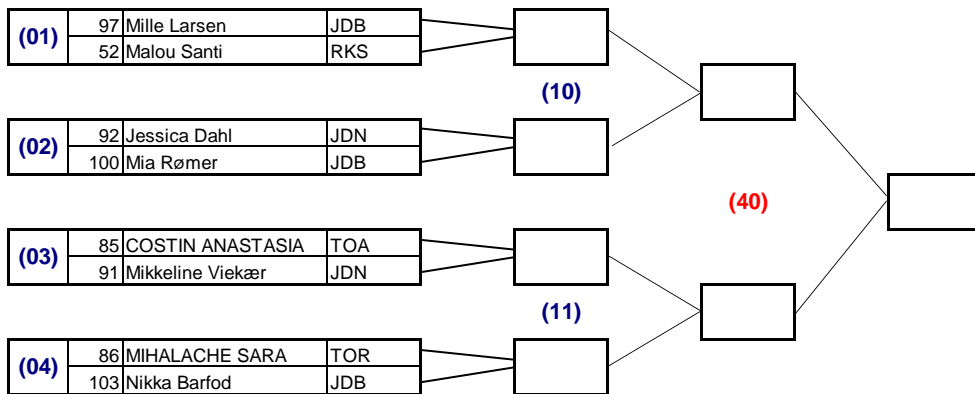 (01) 97 Mille Larsen JDB
52 Malou Santi RKS
(10)
(02) 92 Jessica Dahl JDN
100 Mia Rømer JDB
(40)
(03) 85 COSTIN ANASTASIA TOA
91 Mikkeline Viekær JDN
(11)
(04) 86 MIHALACHE SARA TOR
103 Nikka Barfod JDB